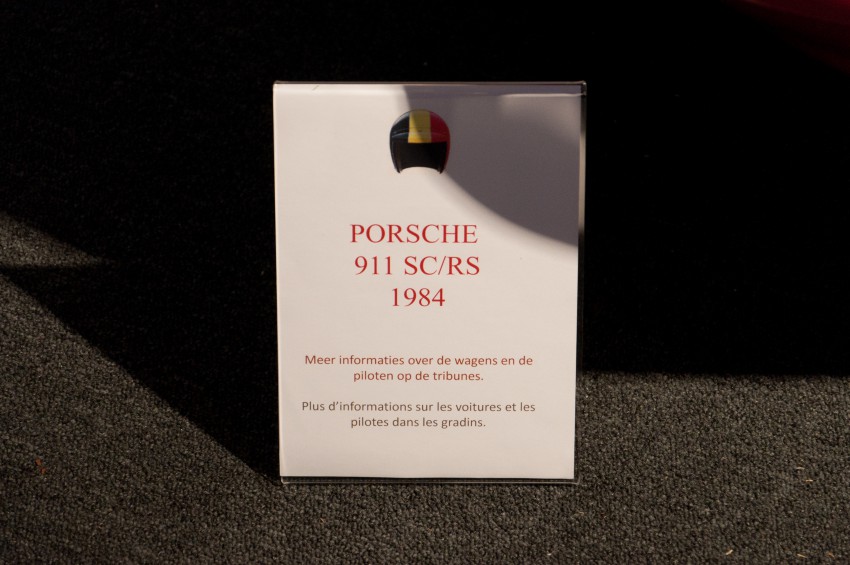 PORSCHE
911 SC/RS
1984
Meer informaties over de wagens en de
piloten op de tribunes.
Plus d'informations sur les voitures et les
pilotes dans les gradins.